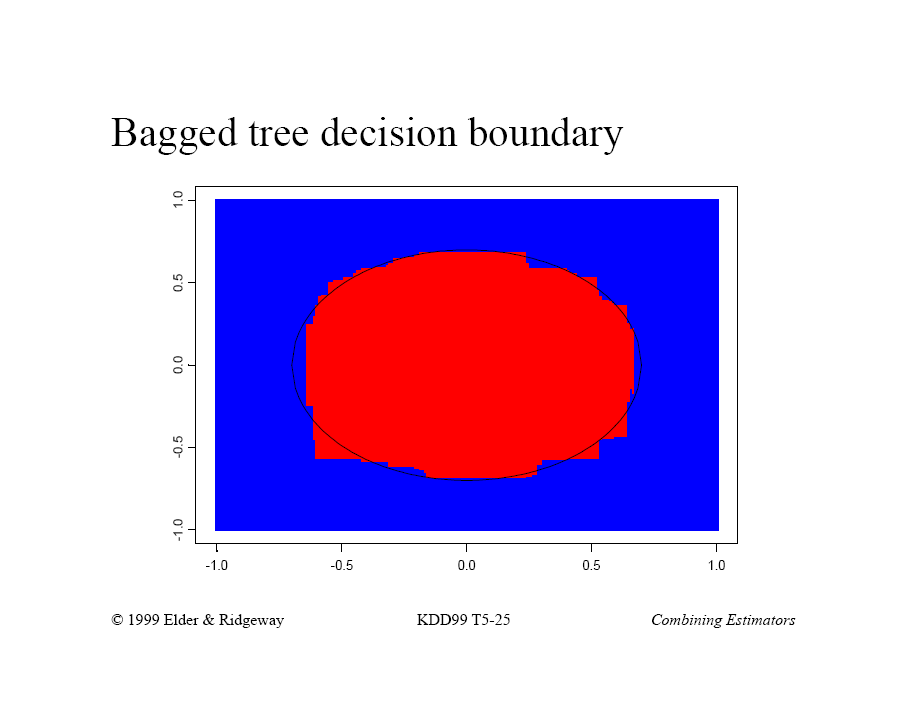 Bagged tree decision boundary
1.0
0.5
0.0
-0.5
-1.0
-1.0 -0.5 0.0 0.5 1.0
© 1999 Elder & Ridgeway KDD99 T5-25 Combining Estimators